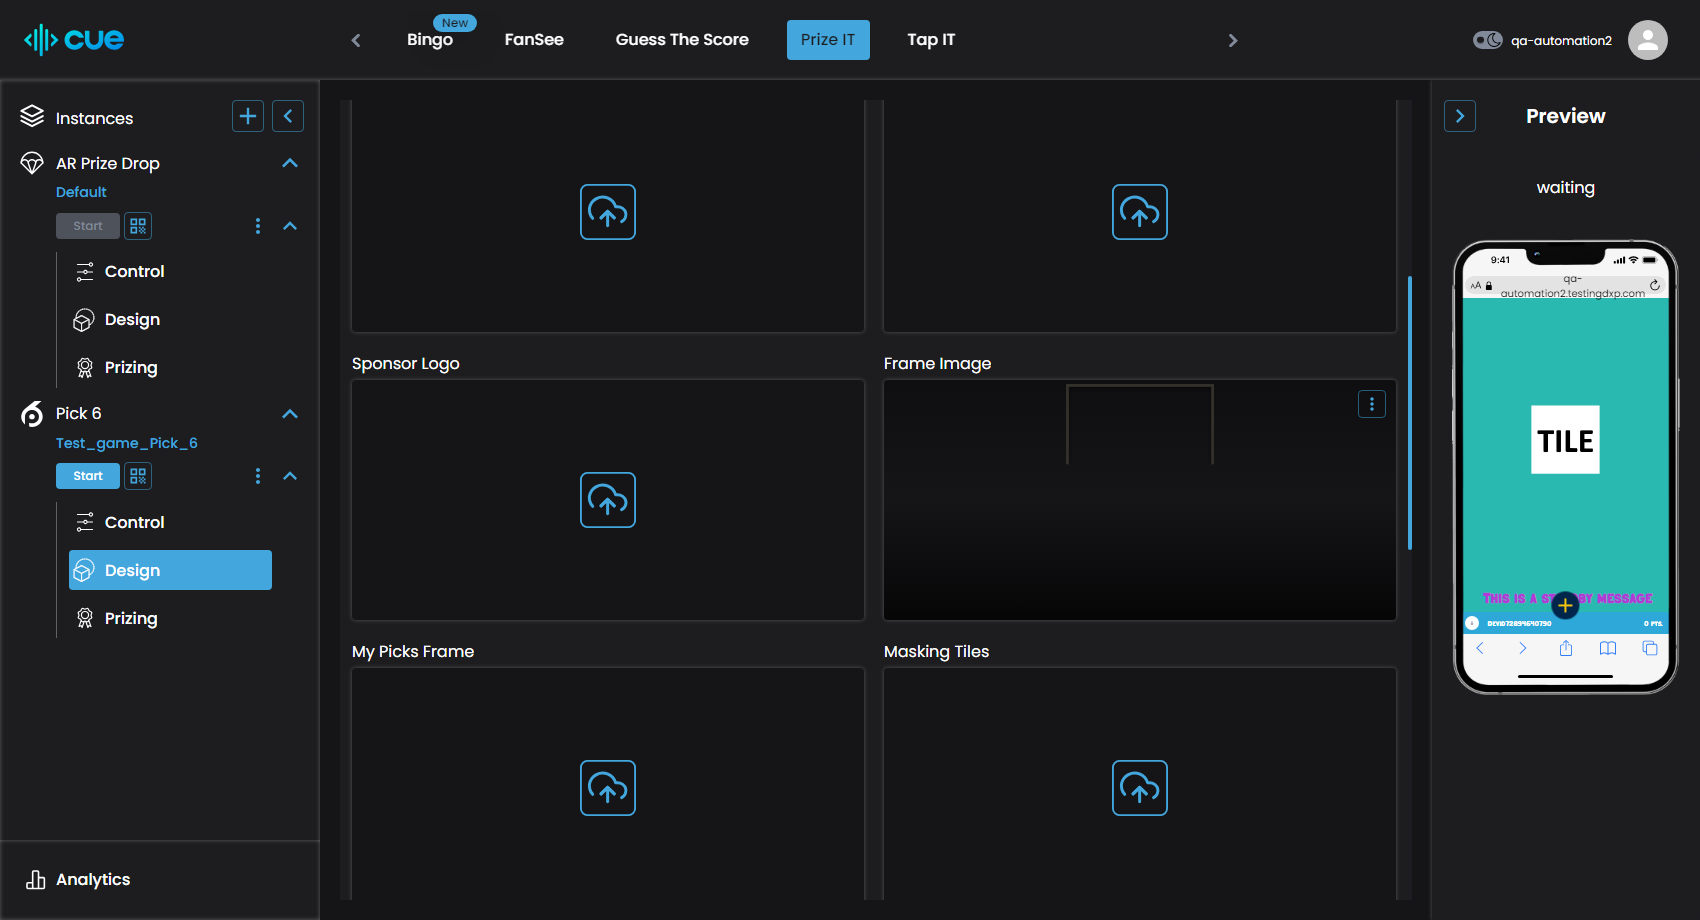 cue
New
Bingo
FanSee
Guess The Score
Prize IT
Tap IT
qa-automation2
Instances
AR Prize Drop
Default
Start
Control
Design
Prizing
Pick 6
Test_game_Pick_6
Start
Control
Design
Prizing
Analytics
Sponsor Logo
Frame Image
My Picks Frame
Masking Tiles
Preview
waiting
9:41
AA
qa-
automation2.testingdxp.com
TILE
THIS IS A ST BY MESSAGE
0 PTS.